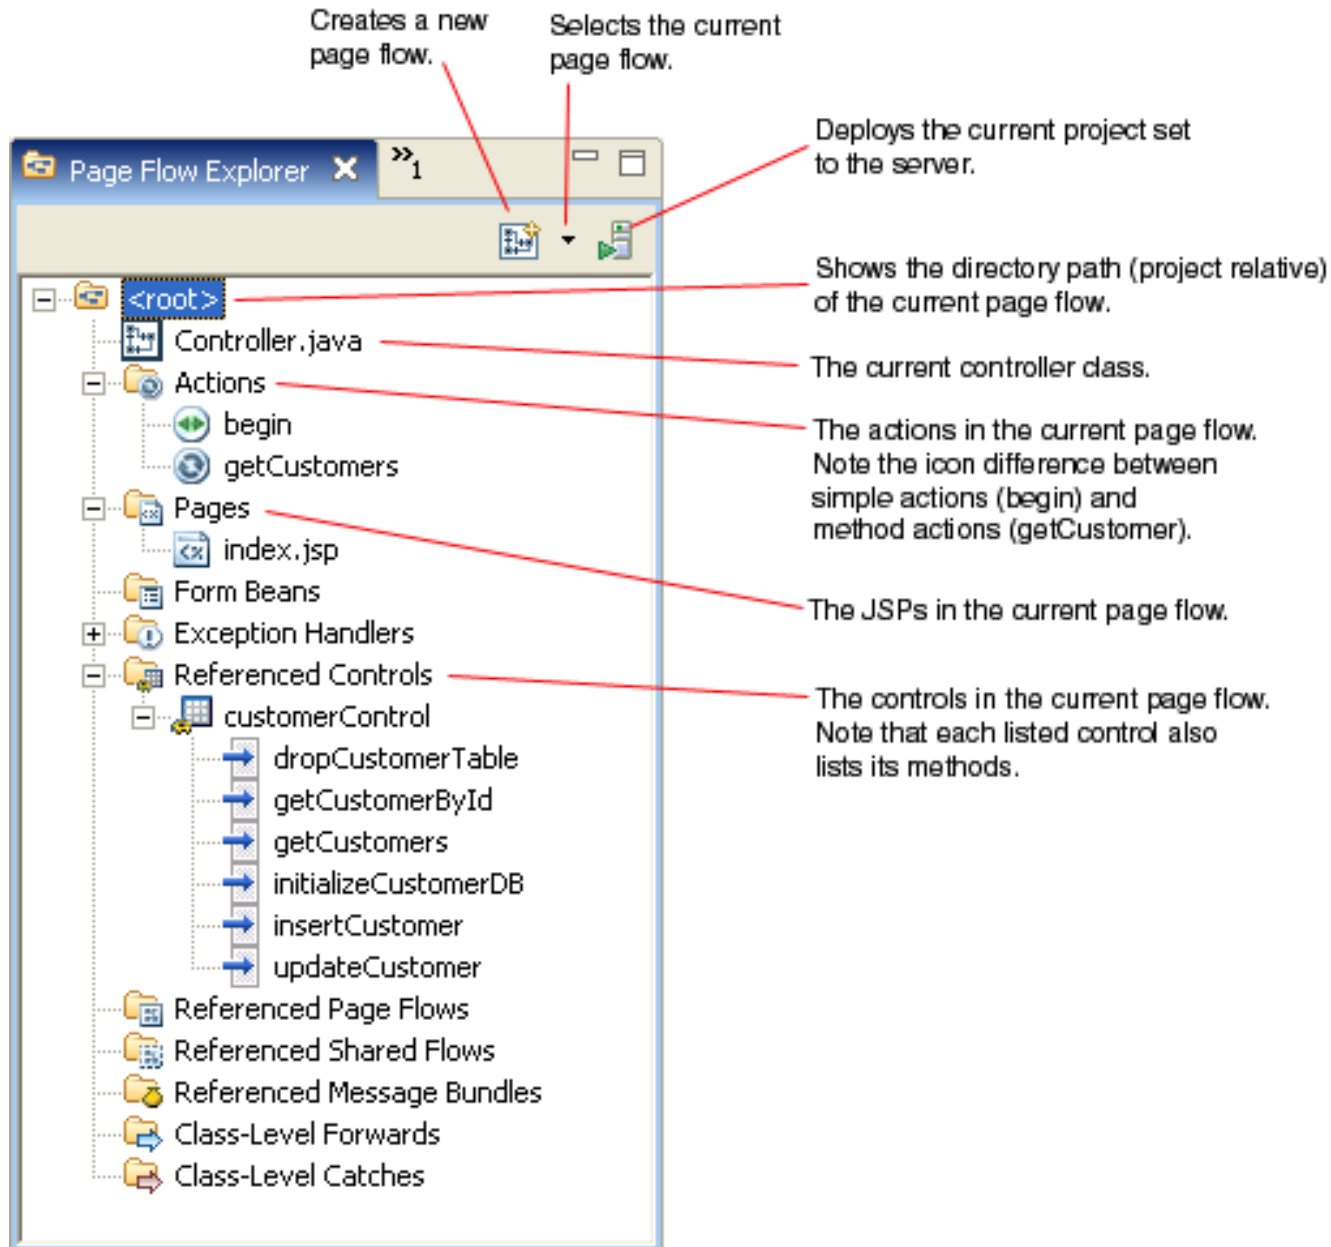 Creates a new
page flow.
Selects the current
page flow.
Deploys the current project set
to the server.
Page Flow Explorer
»1
Shows the directory path (project relative)
of the current page flow.
<root>
Controller.java
The current controller class.
Actions
begin
getCustomers
The actions in the current page flow.
Note the icon difference between
simple actions (begin) and
method actions (getCustomer).
Pages
index.jsp
Form Beans
The JSPs in the current page flow.
Exception Handlers
Referenced Controls
The controls in the current page flow.
Note that each listed control also
lists its methods.
customerControl
dropCustomerTable
getCustomerById
getCustomers
initializeCustomerDB
insertCustomer
updateCustomer
Referenced Page Flows
Referenced Shared Flows
Referenced Message Bundles
Class-Level Forwards
Class-Level Catches